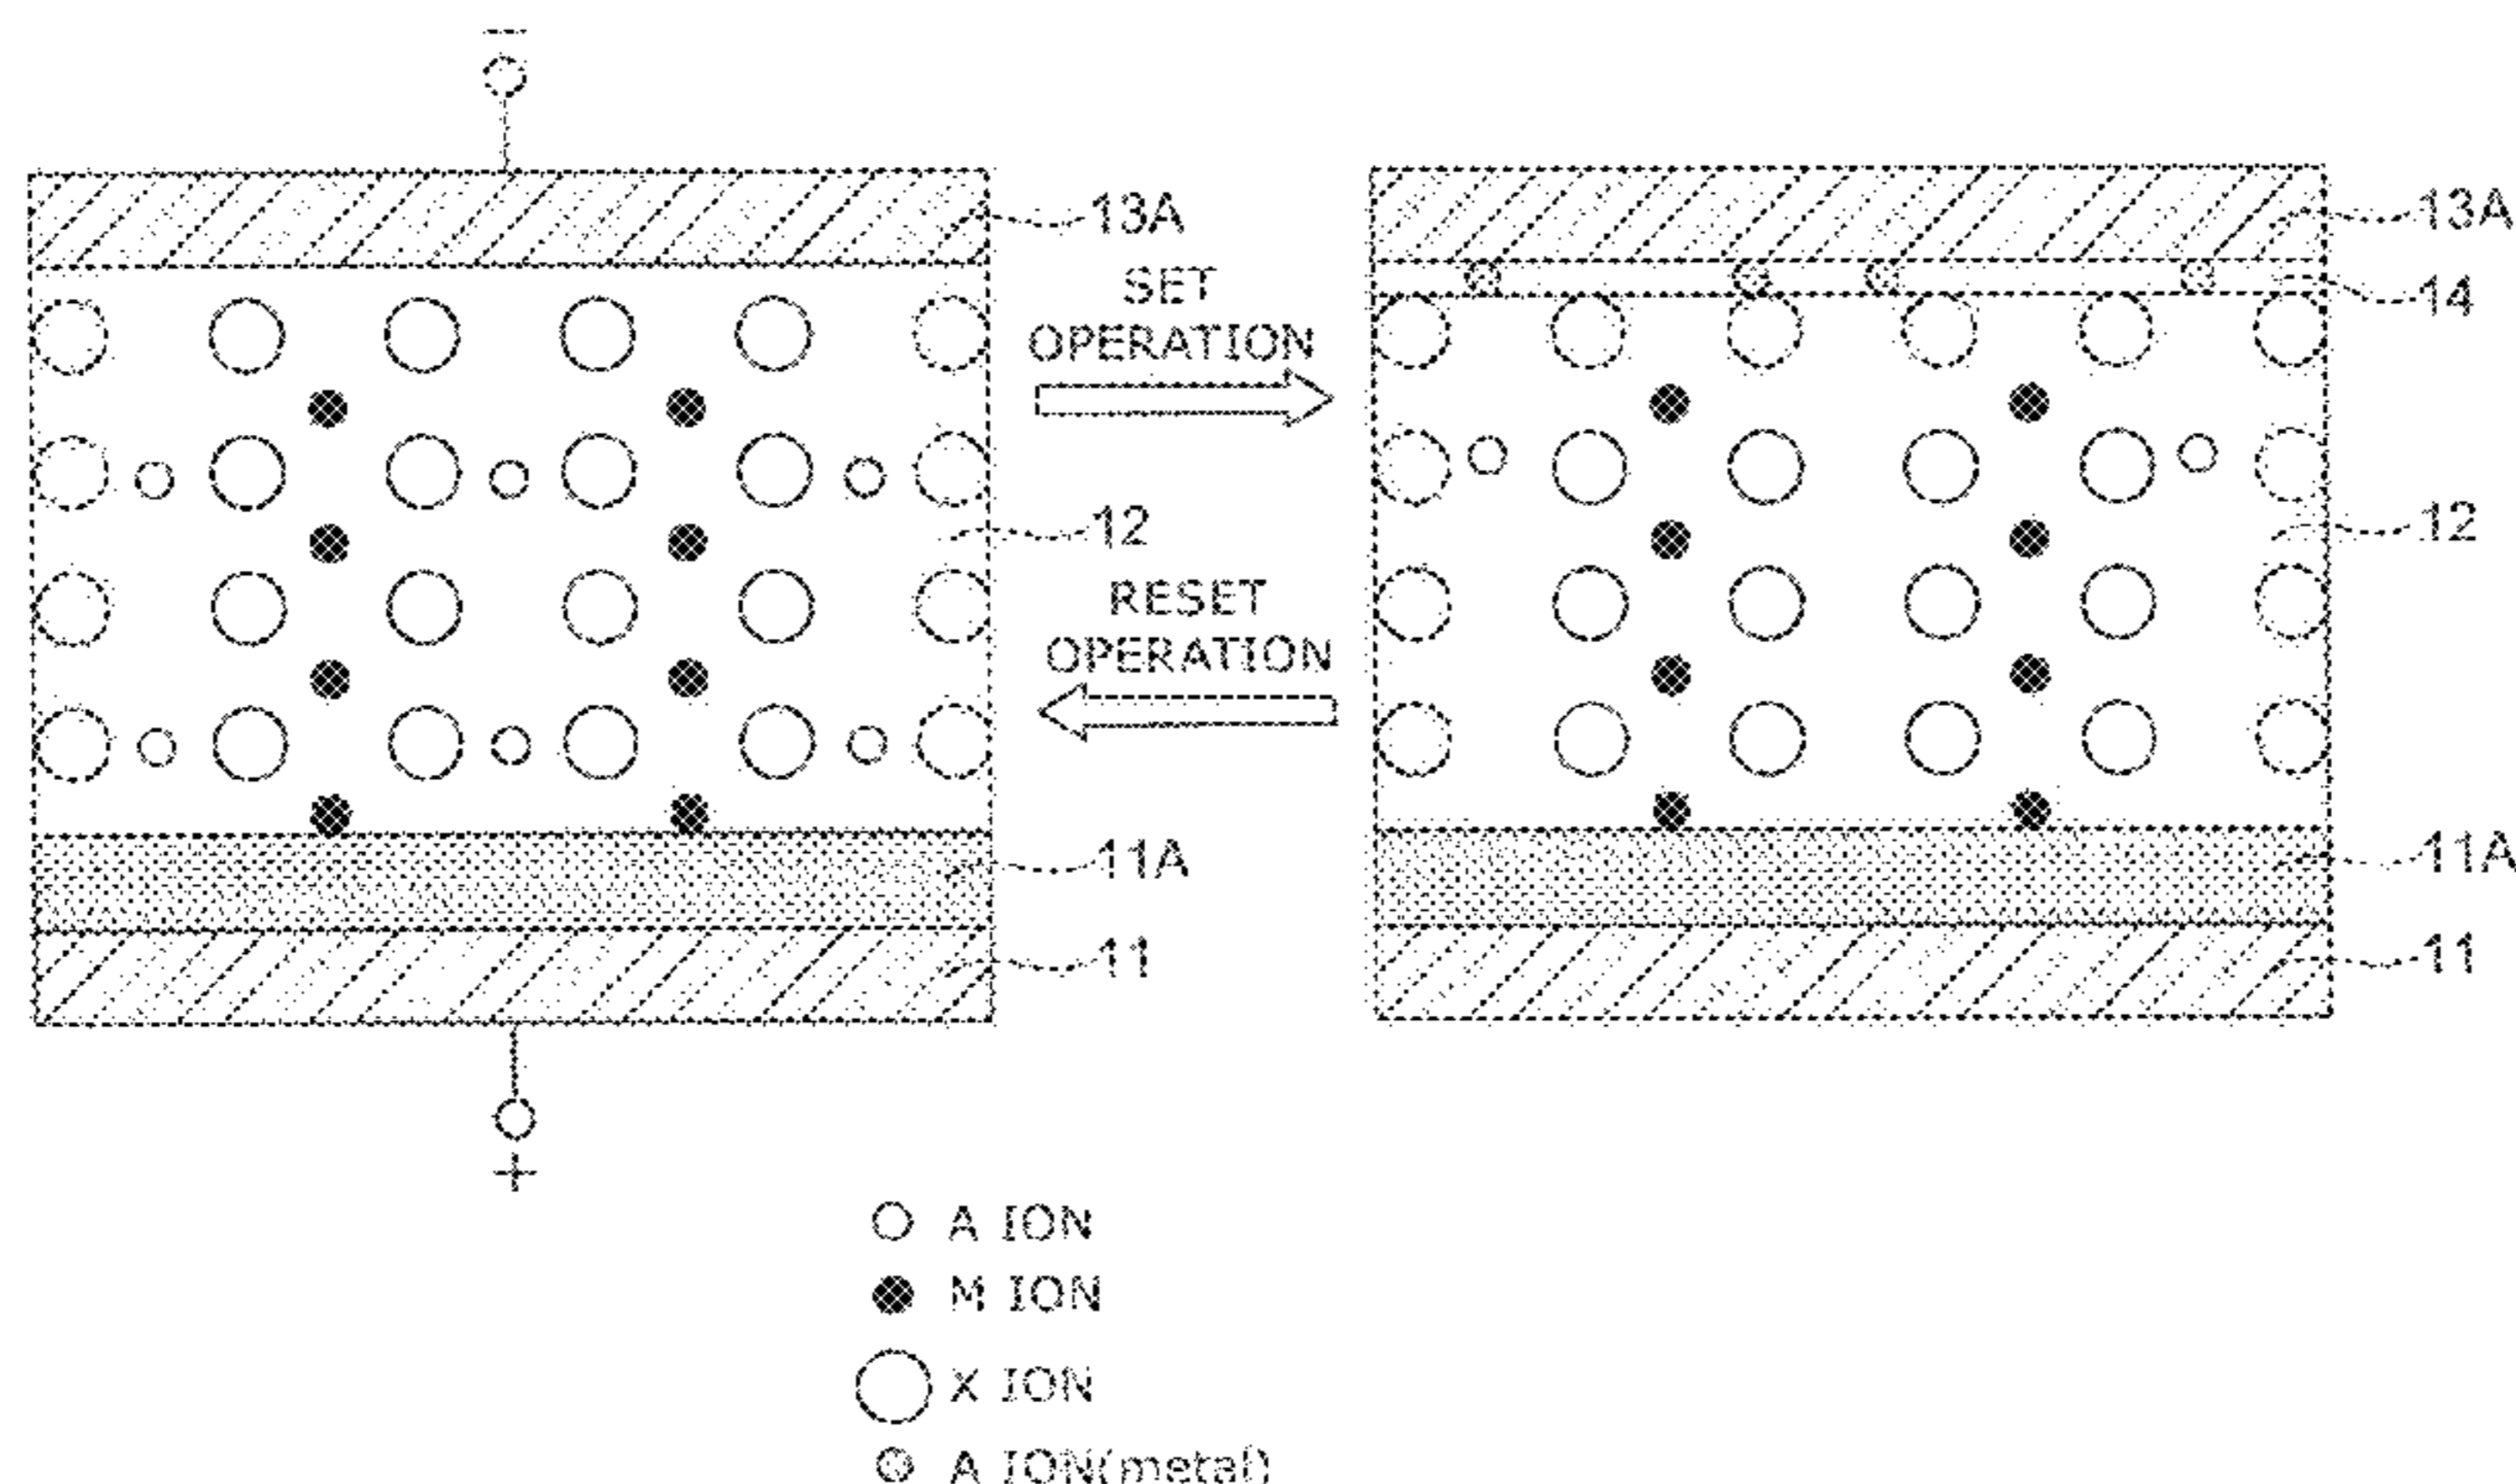 −
13A
SET
OPERATION
12
RESET
OPERATION
11A
11
+
13A
14
12
11A
11
A ION
M ION
X ION
A ION(metal)